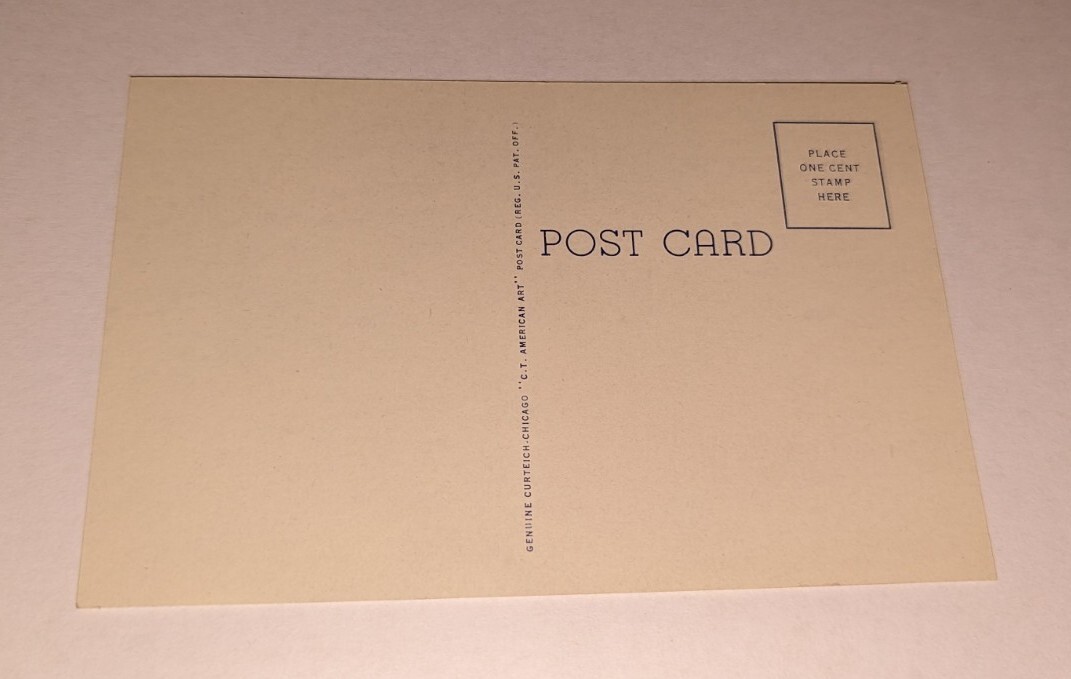 GENUINE CURTEICH-CHICAGO "C.T. AMERICAN ART" POST CARD (REG. U.S. PAT. OFF.)
PLACE
ONE CENT
STAMP
HERE
POST CARD